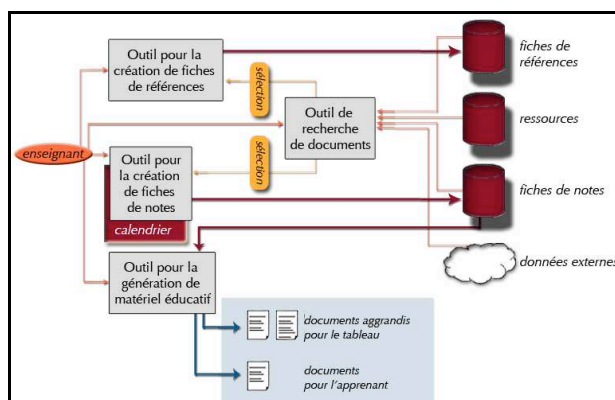 Outil pour la
création de fiches
de références
sélection
fiches de
références
Outil de
recherche
de documents
ressources
enseignant
Outil pour
la création
de fiches
de notes
sélection
calendrier
fiches de notes
données externes
Outil pour la
génération de
matériel éducatif
documents aggrandis
pour le tableau
documents
pour l'apprenant